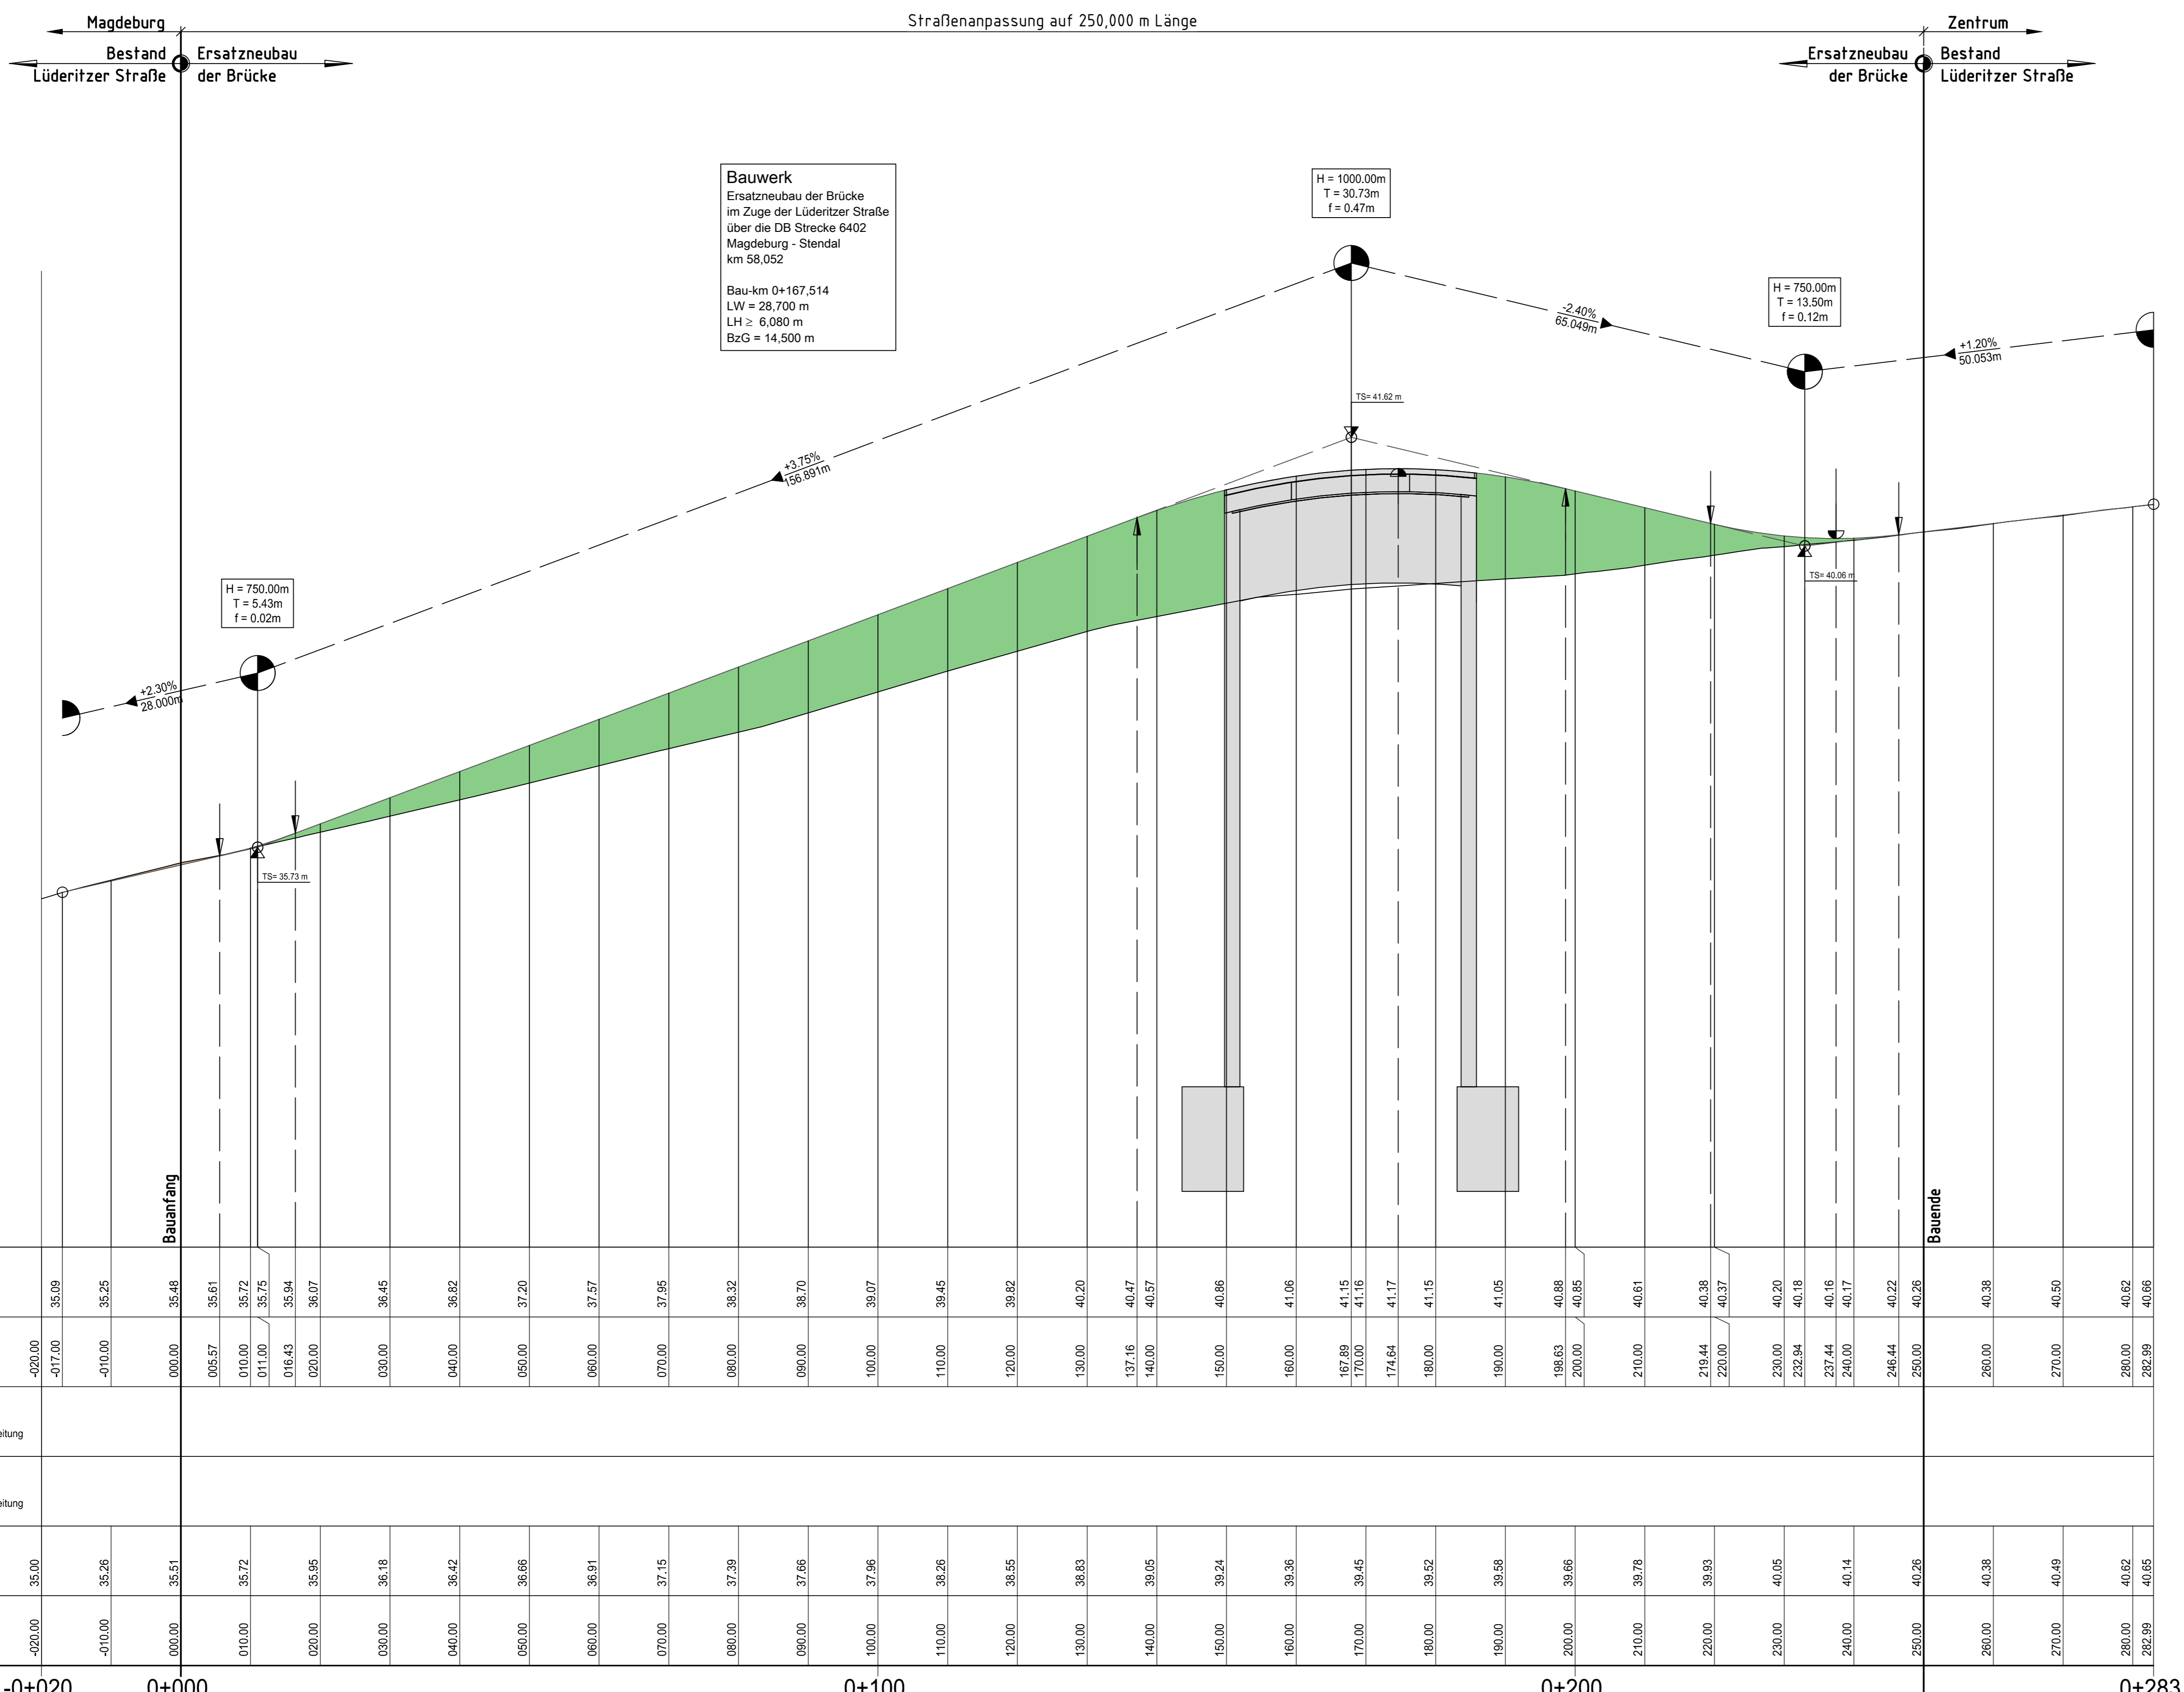 Magdeburg
Straßenanpassung auf 250,000 m Länge
Zentrum
Bestand
Lüderitzer Straße
Ersatzneubau
der Brücke
Ersatzneubau
der Brücke
Bestand
Lüderitzer Straße
Bauwerk
Ersatzneubau der Brücke
im Zuge der Lüderitzer Straße
über die DB Strecke 6402
Magdeburg - Stendal
km 58,052
Bau-km 0+167,514
LW = 28,700 m
LH ≥ 6,080 m
BzG = 14,500 m
H = 1000.00m
T = 30.73m
f = 0.47m
H = 750.00m
T = 13.50m
f = 0.12m
-2.40%
65.049m
+1.20%
50.053m
TS= 41.62 m
+3.75%
156.891m
TS= 40.06 m
H = 750.00m
T = 5.43m
f = 0.02m
+2.30%
28.000m
TS= 35.73 m
Bauanfang
Bauende
35.09 35.25 35.48 35.61 35.72 35.75 35.94 36.07 36.45 36.82 37.20 37.57 37.95 38.32 38.70 39.07 39.45 39.82 40.20 40.47 40.57 40.86 41.06 41.15 41.16 41.17 41.15 41.05 40.88 40.85 40.61 40.38 40.37 40.20 40.18 40.16 40.17 40.22 40.26 40.38 40.50 40.62 40.66
-020.00 -017.00 -010.00 000.00 005.57 010.00 011.00 016.43 020.00 030.00 040.00 050.00 060.00 070.00 080.00 090.00 100.00 110.00 120.00 130.00 137.16 140.00 150.00 160.00 167.89 170.00 174.64 180.00 190.00 198.63 200.00 210.00 219.44 220.00 230.00 232.94 237.44 240.00 246.44 250.00 260.00 270.00 280.00 282.99
eitung
eitung
35.00 35.26 35.51 35.72 35.95 36.18 36.42 36.66 36.91 37.15 37.39 37.66 37.96 38.26 38.55 38.83 39.05 39.24 39.36 39.45 39.52 39.58 39.66 39.78 39.93 40.05 40.14 40.26 40.38 40.49 40.62 40.65
-020.00 -010.00 000.00 010.00 020.00 030.00 040.00 050.00 060.00 070.00 080.00 090.00 100.00 110.00 120.00 130.00 140.00 150.00 160.00 170.00 180.00 190.00 200.00 210.00 220.00 230.00 240.00 250.00 260.00 270.00 280.00 282.99
-0+020 0+000 0+100 0+200 0+283